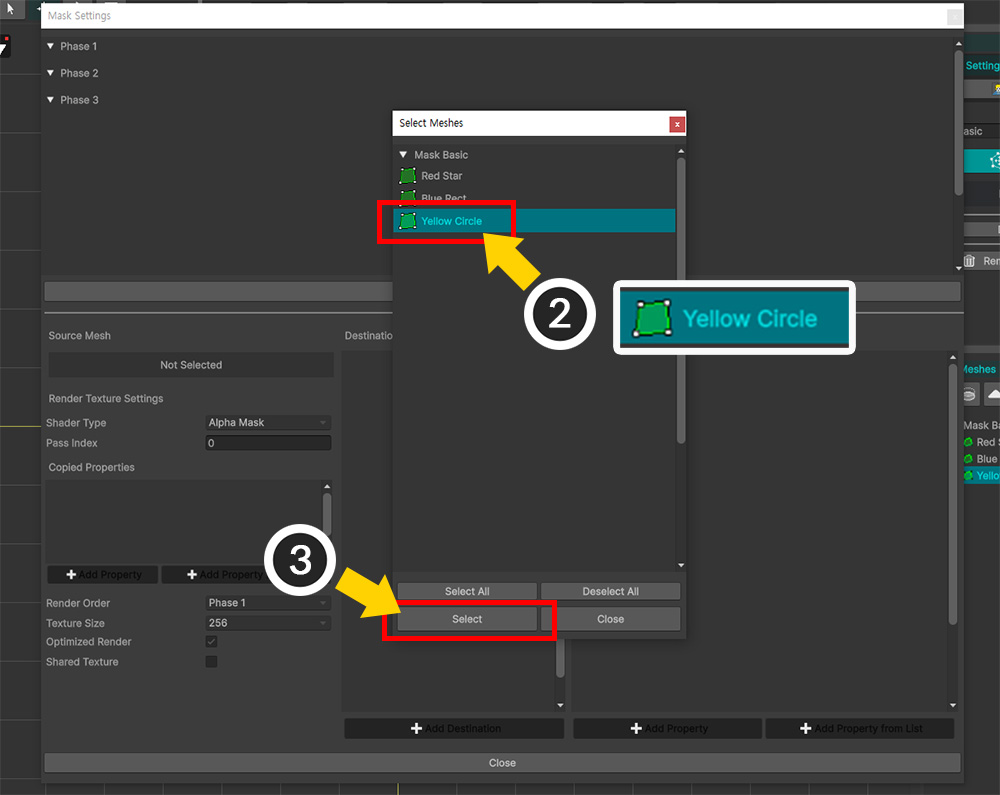 Mask Settings
Phase 1
Phase 2
Phase 3
Setting
asic
Select Meshes
x
Mask Basic
Red Star
Blue Rect
Yellow Circle
2
Yellow Circle
Source Mesh
Not Selected
Render Texture Settings
Shader Type
Alpha Mask
Pass Index
0
Copied Properties
Add Property
Add Property
3
Render Order
Phase 1
Texture Size
256
Optimized Render
Shared Texture
Destinatio
Select All
Deselect All
Select
Close
Add Destination
Add Property
Add Property from List
Close
Ren
Meshes
Mask Ba
Red S
Blue
Yello